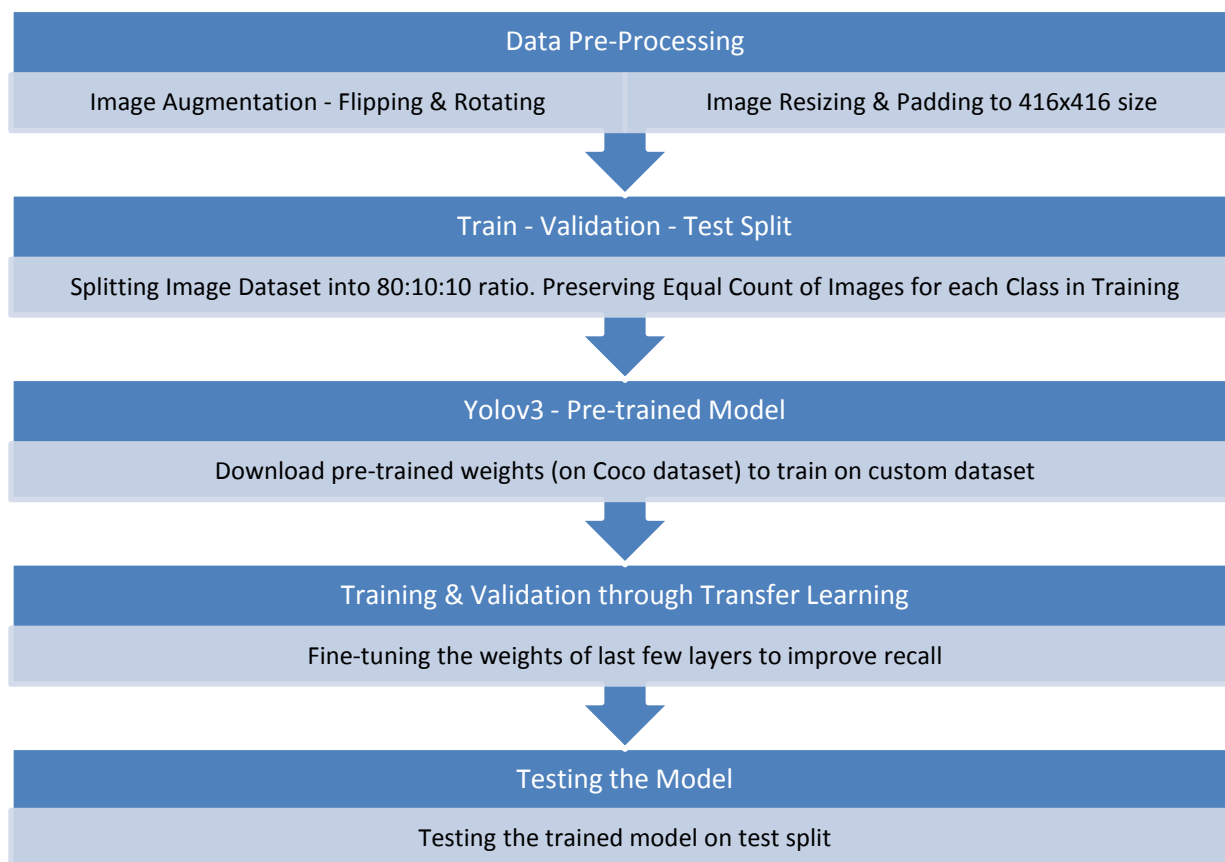 Data Pre-Processing
Image Augmentation - Flipping & Rotating
Image Resizing & Padding to 416x416 size
Train - Validation - Test Split
Splitting Image Dataset into 80:10:10 ratio. Preserving Equal Count of Images for each Class in Training
Yolov3 - Pre-trained Model
Download pre-trained weights (on Coco dataset) to train on custom dataset
Training & Validation through Transfer Learning
Fine-tuning the weights of last few layers to improve recall
Testing the Model
Testing the trained model on test split